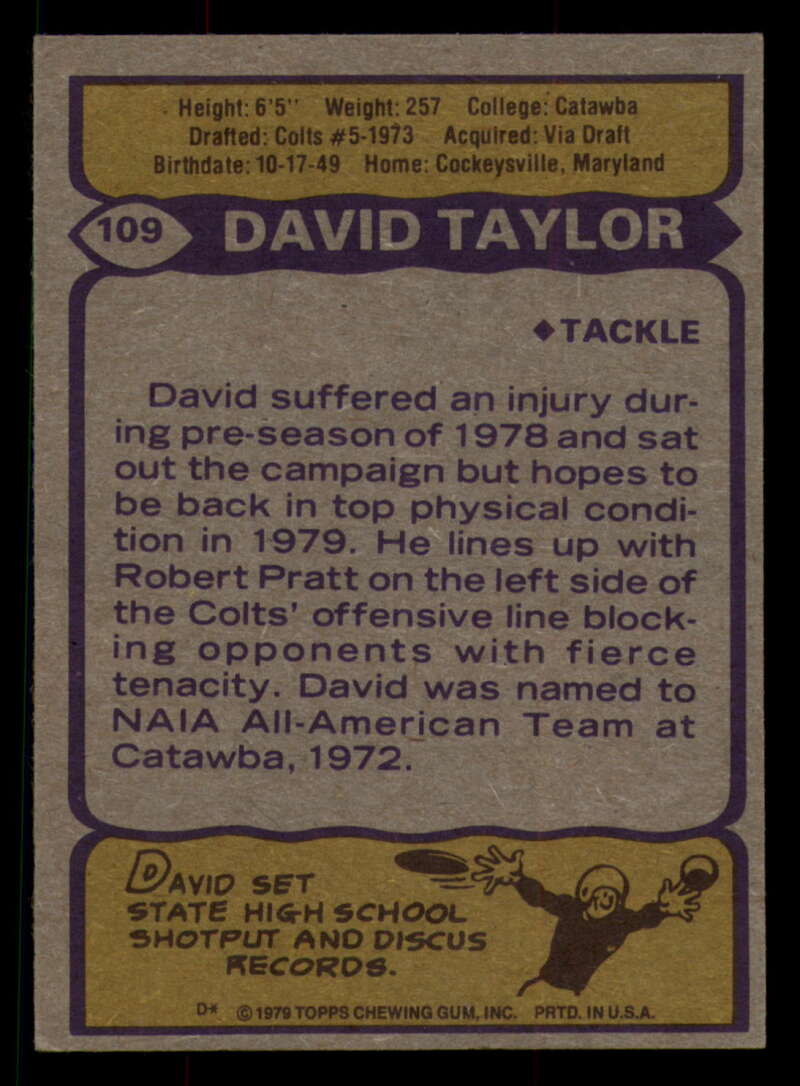 Height: 6'5" Weight: 257 College: Catawba
Drafted: Colts #5-1973 Acquired: Via Draft
Birthdate: 10-17-49 Home: Cockeysville, Maryland
109 DAVID TAYLOR
◆TACKLE
David suffered an injury dur-
ing pre-season of 1978 and sat
out the campaign but hopes to
be back in top physical condi-
tion in 1979. He lines up with
Robert Pratt on the left side of
the Colts' offensive line block-
ing opponents with fierce
tenacity. David was named to
NAIA All-American Team at
Catawba, 1972.
DAVID SET
STATE HIGH SCHOOL
SHOTPUT AND DISCUS
RECORDS.
D* © 1979 TOPPS CHEWING GUM, INC. PRTD. IN U.S.A.